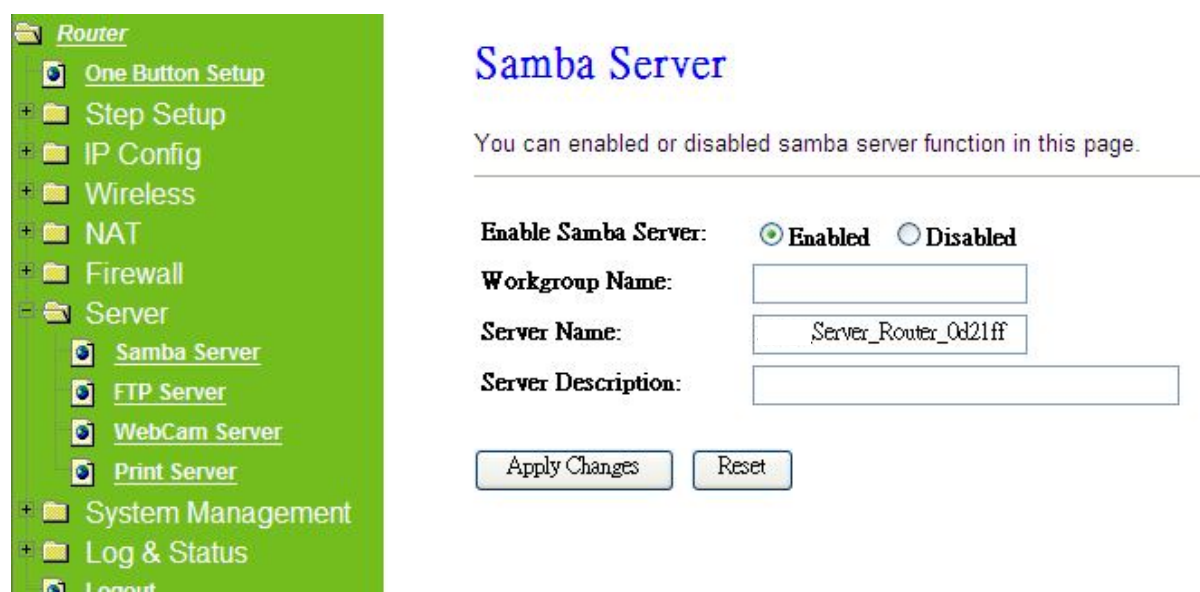 Router
One Button Setup
Step Setup
IP Config
Wireless
NAT
Firewall
Server
Samba Server
FTP Server
WebCam Server
Print Server
System Management
Log & Status
Logout
Samba Server
You can enabled or disabled samba server function in this page.
Enable Samba Server: Enabled Disabled
Workgroup Name:
Server Name: Server_Router_0d21ff
Server Description:
Apply Changes Reset